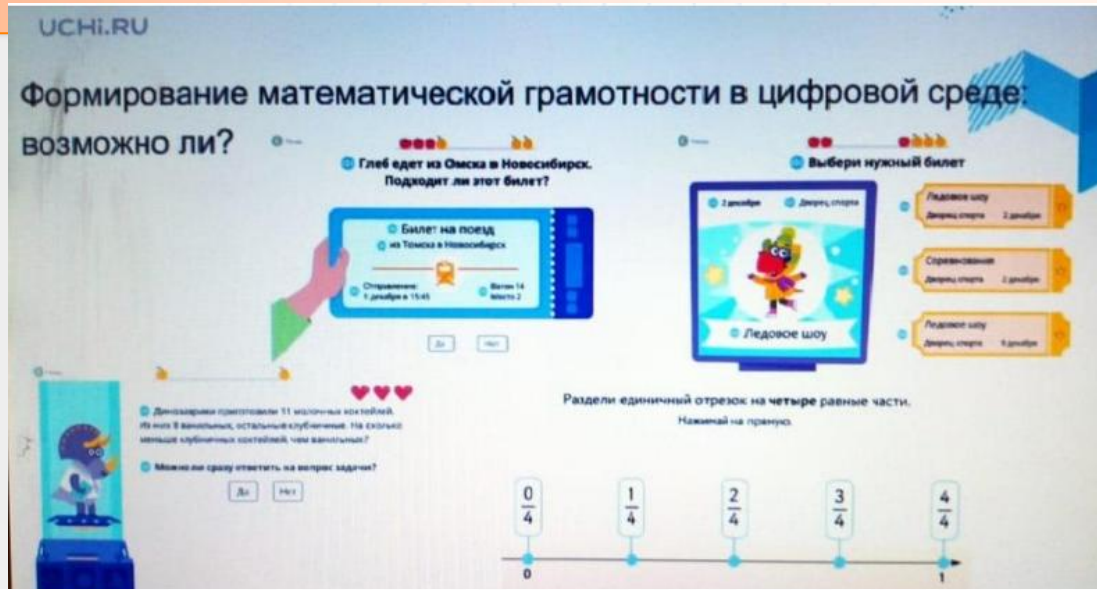 UCHi.RU
Формирование математической грамотности в цифровой среде:
возможно ли?
Глеб едет из Омска в Новосибирск.
Подходит ли этот билет?
Билет на поезд
из Томска в Новосибирск
Отправление:
1 декабря в 15:45
Вагон 14
Место 2
Да
Нет
Выбери нужный билет
2 декабря
Дворец спорта
Ледовое шоу
Ледовое шоу
Дворец спорта 2 декабря
Соревнования
Дворец спорта 2 декабря
Ледовое шоу
Дворец спорта 9 декабря
Динозаврики приготовили 11 молочных коктейлей.
Из них 8 ванильных, остальные клубничные. На сколько
меньше клубничных коктейлей, чем ванильных?
Можно ли сразу ответить на вопрос задачи?
Да
Нет
Раздели единичный отрезок на четыре равные части.
Нажимай на прямую.
0/4 1/4 2/4 3/4 4/4
0 1